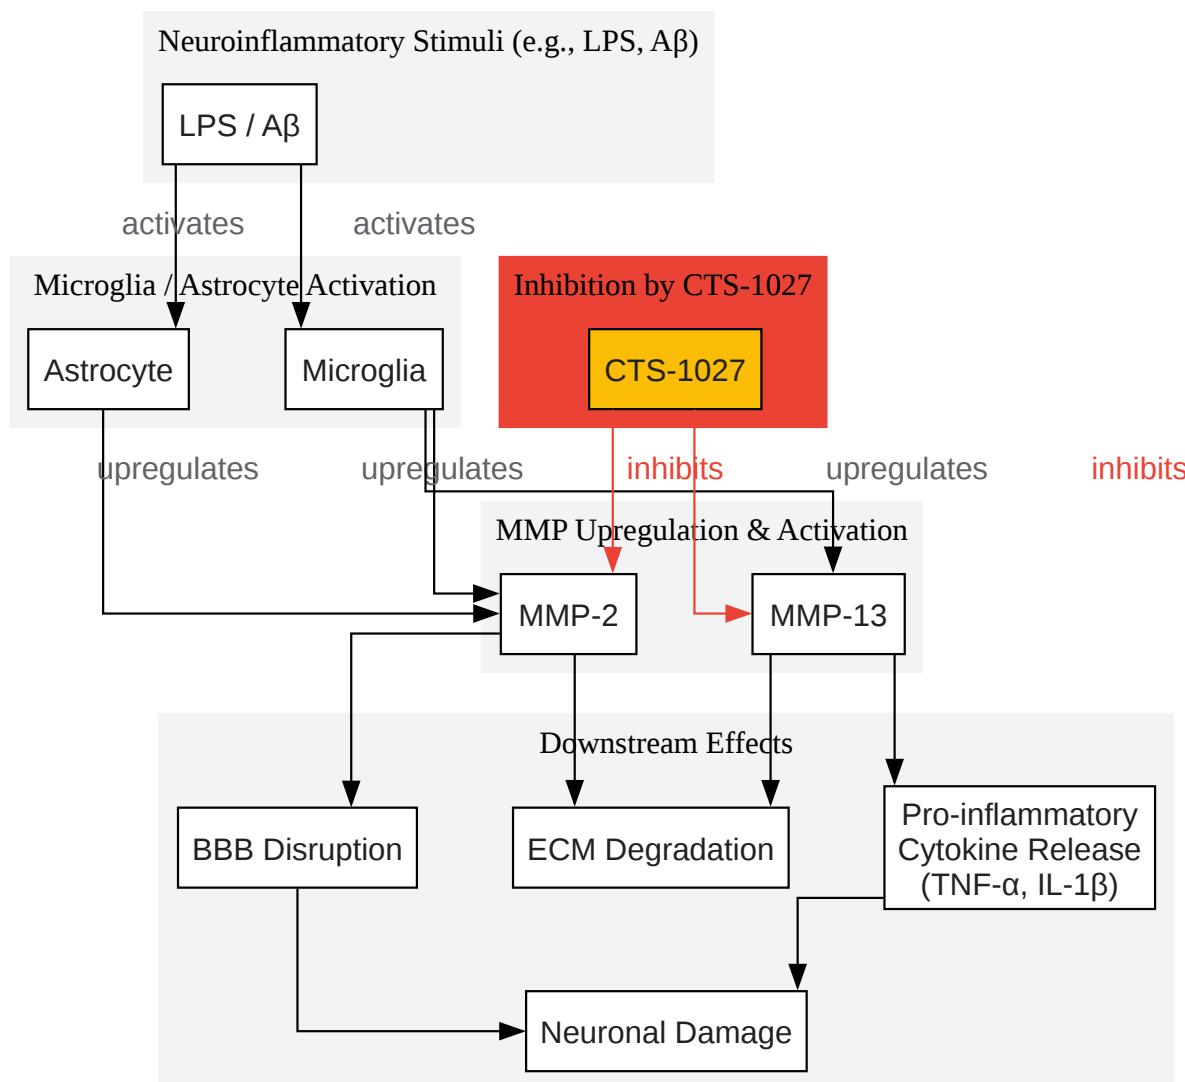 Neuroinflammatory Stimuli (e.g., LPS, Aβ)
LPS / Aβ
activates
activates
Microglia / Astrocyte Activation
Inhibition by CTS-1027
Astrocyte
Microglia
CTS-1027
upregulates
upregulates
inhibits
upregulates
inhibits
MMP Upregulation & Activation
MMP-2
MMP-13
Downstream Effects
BBB Disruption
ECM Degradation
Pro-inflammatory
Cytokine Release
(TNF-α, IL-1β)
Neuronal Damage